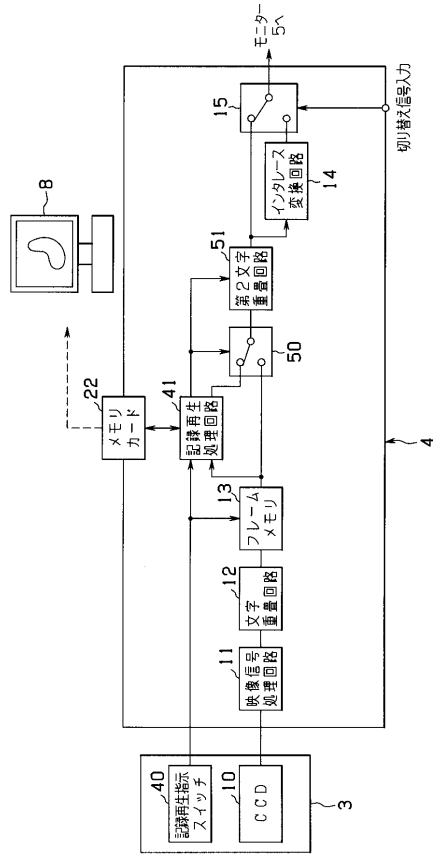 40
記録再生指示
スイッチ
10
CCD
3
11
映像信号
処理回路
12
文字
重畳回路
13
フレーム
メモリ
22
メモリ
カード
41
記録再生
処理回路
50
51
第2文字
重畳回路
14
インタレース
変換回路
15
モニター
5へ
切り替え信号入力
4
8